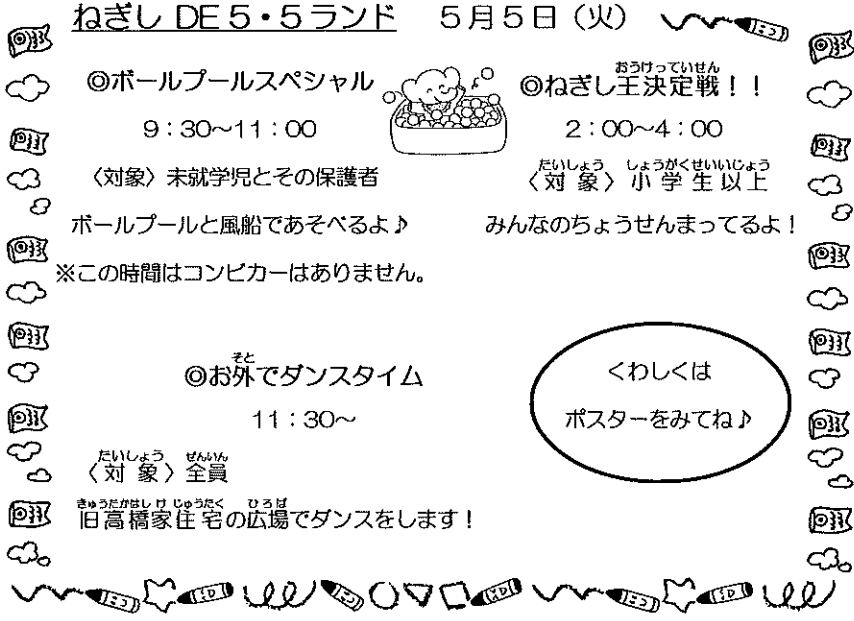 ねぎし DE5・5ランド　5月5日（火）
◎ボールプールスペシャル
9：30～11：00
〈対象〉未就学児とその保護者
ボールプールと風船であそべるよ♪
※この時間はコンビカーはありません。
おうけっていせん
◎ねぎし王決定戦！！
2：00～4：00
たいしょう　しょうがくせいいじょう
〈対象〉小学生以上
みんなのちょうせんまってるよ！
そと
◎お外でダンスタイム
11：30～
たいしょう　ぜんいん
〈対象〉全員
きゅうたかはしけじゅうたく　ひろば
旧高橋家住宅の広場でダンスをします！
くわしくは
ポスターをみてね♪